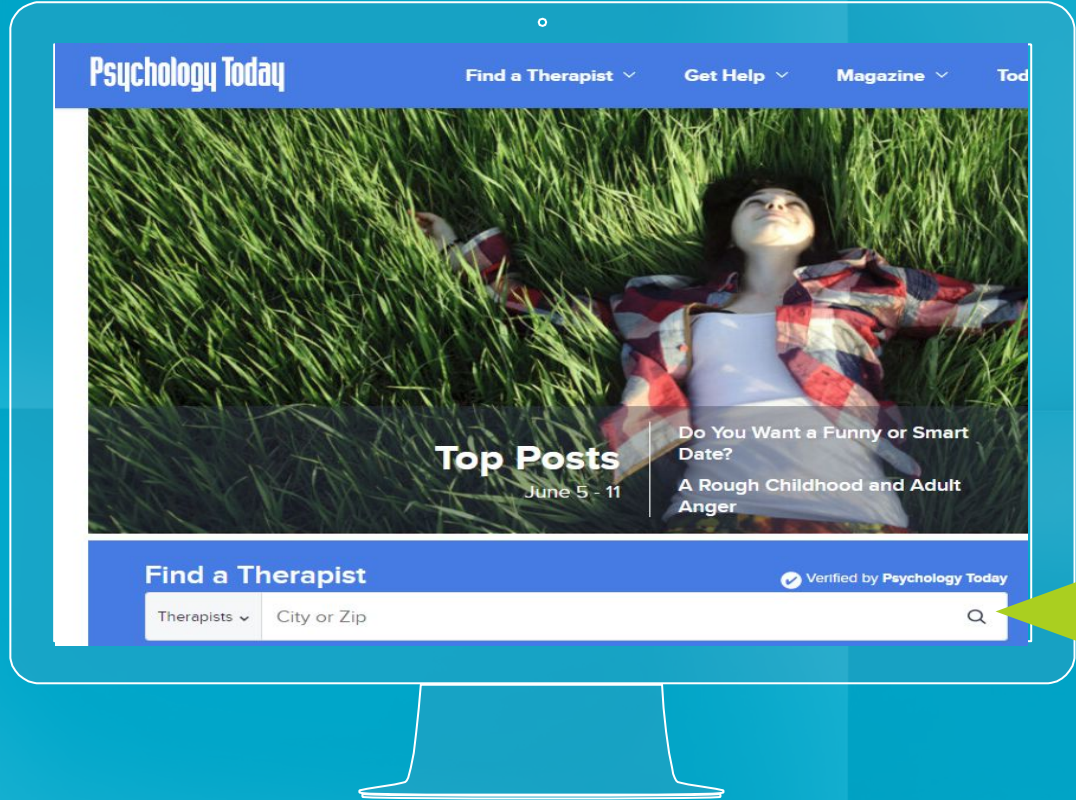 Psychology Today
Find a Therapist
Get Help
Magazine
Tod
Top Posts
June 5 - 11
Do You Want a Funny or Smart
Date?
A Rough Childhood and Adult
Anger
Find a Therapist
Verified by Psychology Today
Therapists
City or Zip